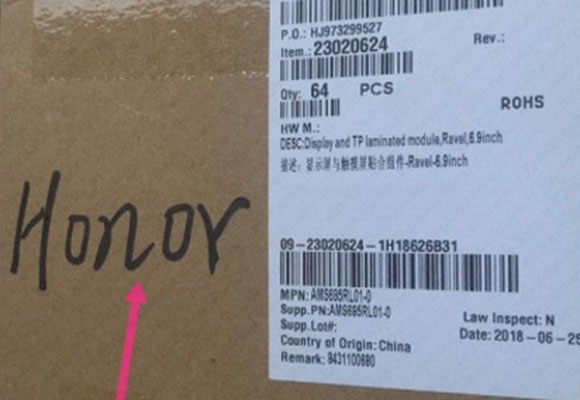 Honor
P.O.: HJ973299527
Item.: 23020624 Rev.:
Qty: 64 PCS
ROHS
HW M.:
DESC:Display and TP laminated module,Ravel,6.9inch
描述: 显示屏与触摸屏贴合组件-Ravel-6.9inch
09-23020624-1H18626B31
MPN: AMS695RL01-0
Supp.PN:AMS695RL01-0
Supp.Lot#: Law Inspect: N
Country of Origin: China Date: 2018-06-25
Remark: 8431100680